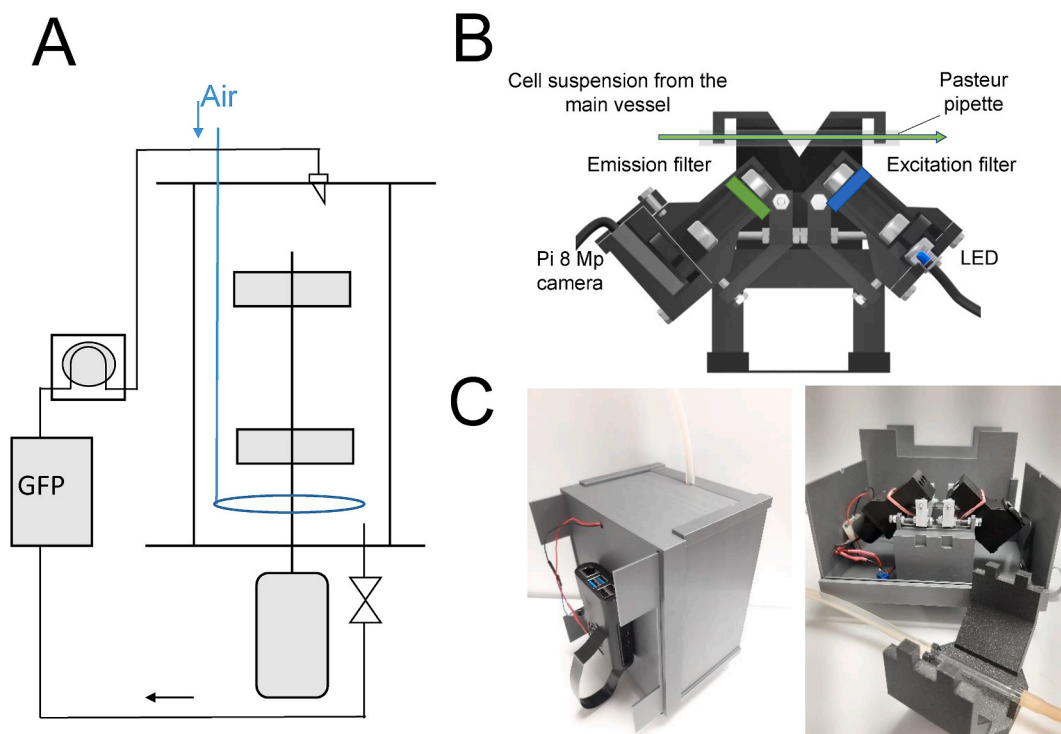 A
Air
GFP
B
Cell suspension from the
main vessel
Pasteur
pipette
Emission filter
Excitation filter
Pi 8 Mp
camera
LED
C